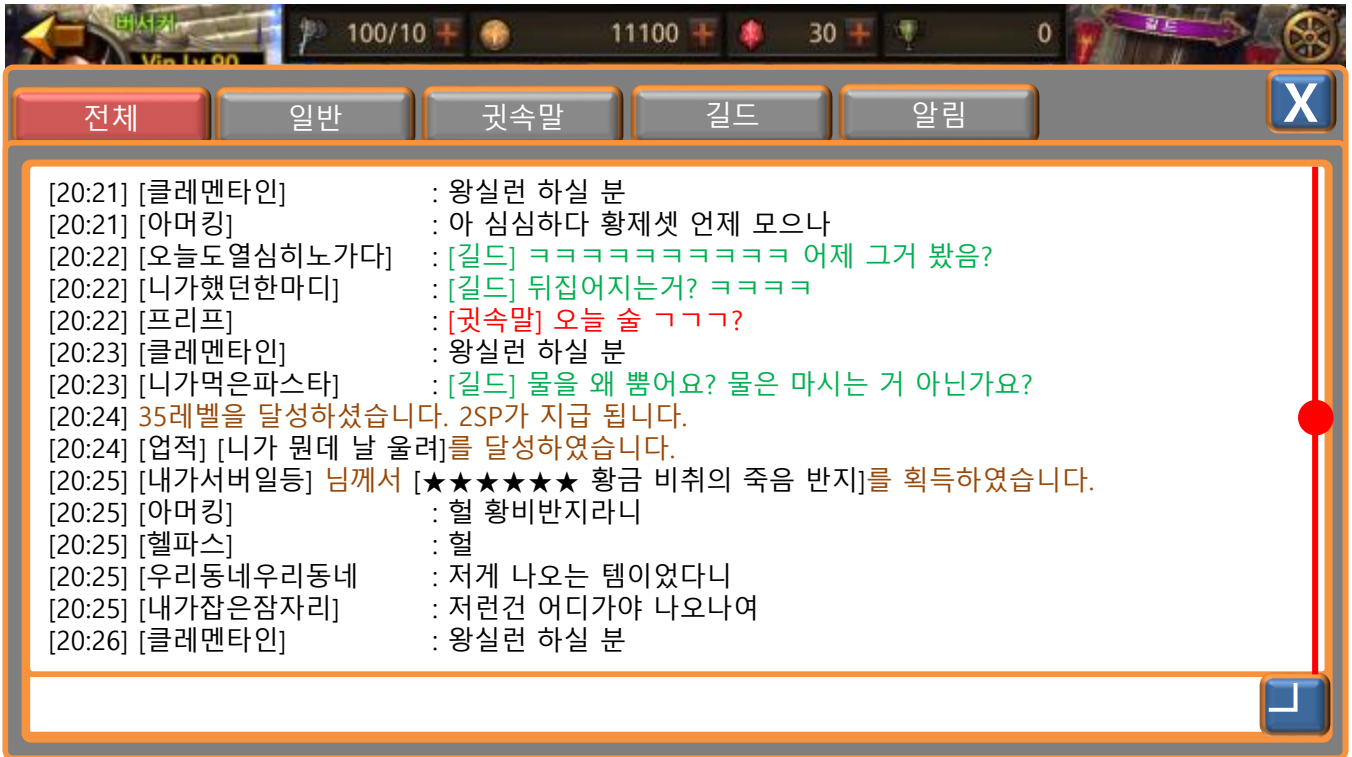 버서커
Vip Lv 90
100/10
11100
30
0
길드
전체
일반
귓속말
길드
알림
X
[20:21] [클레멘타인] : 왕실런 하실 분
[20:21] [아머킹] : 아 심심하다 황제셋 언제 모으나
[20:22] [오늘도열심히노가다] : [길드] ㅋㅋㅋㅋㅋㅋㅋㅋㅋㅋ 어제 그거 봤음?
[20:22] [니가했던한마디] : [길드] 뒤집어지는거? ㅋㅋㅋㅋ
[20:22] [프리프] : [귓속말] 오늘 술 ㄱㄱㄱ?
[20:23] [클레멘타인] : 왕실런 하실 분
[20:23] [니가먹은파스타] : [길드] 물을 왜 뿜어요? 물은 마시는 거 아닌가요?
[20:24] 35레벨을 달성하셨습니다. 2SP가 지급 됩니다.
[20:24] [업적] [니가 뭔데 날 울려]를 달성하였습니다.
[20:25] [내가서버일등] 님께서 [★★★★★★ 황금 비취의 죽음 반지]를 획득하였습니다.
[20:25] [아머킹] : 헐 황비반지라니
[20:25] [헬파스] : 헐
[20:25] [우리동네우리동네 : 저게 나오는 템이었다니
[20:25] [내가잡은잠자리] : 저런건 어디가야 나오나여
[20:26] [클레멘타인] : 왕실런 하실 분